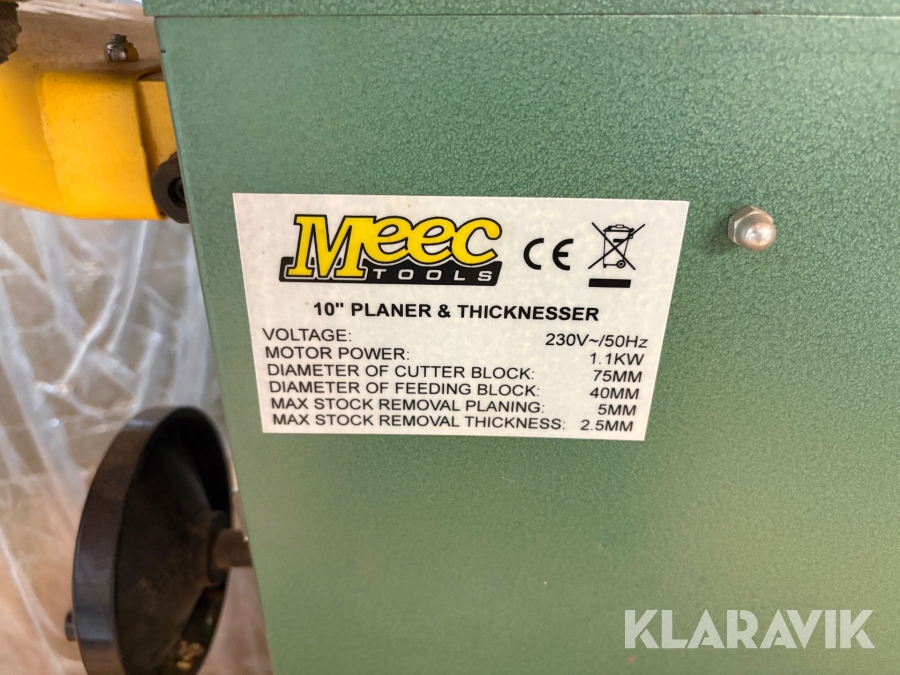 Meec
TOOLS
CE
10" PLANER & THICKNESSER
VOLTAGE: 230V~/50Hz
MOTOR POWER: 1.1KW
DIAMETER OF CUTTER BLOCK: 75MM
DIAMETER OF FEEDING BLOCK: 40MM
MAX STOCK REMOVAL PLANING: 5MM
MAX STOCK REMOVAL THICKNESS: 2.5MM
KLARAVIK